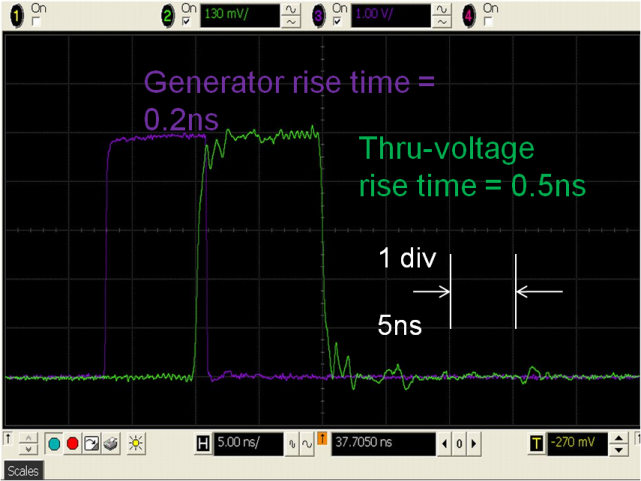 1 On 2 On 130 mV/ 3 On 1.00 V/ 4 On
Generator rise time =
0.2ns
Thru-voltage
rise time = 0.5ns
1 div
5ns
H 5.00 ns/ 37.7050 ns 0 T -270 mV
Scales